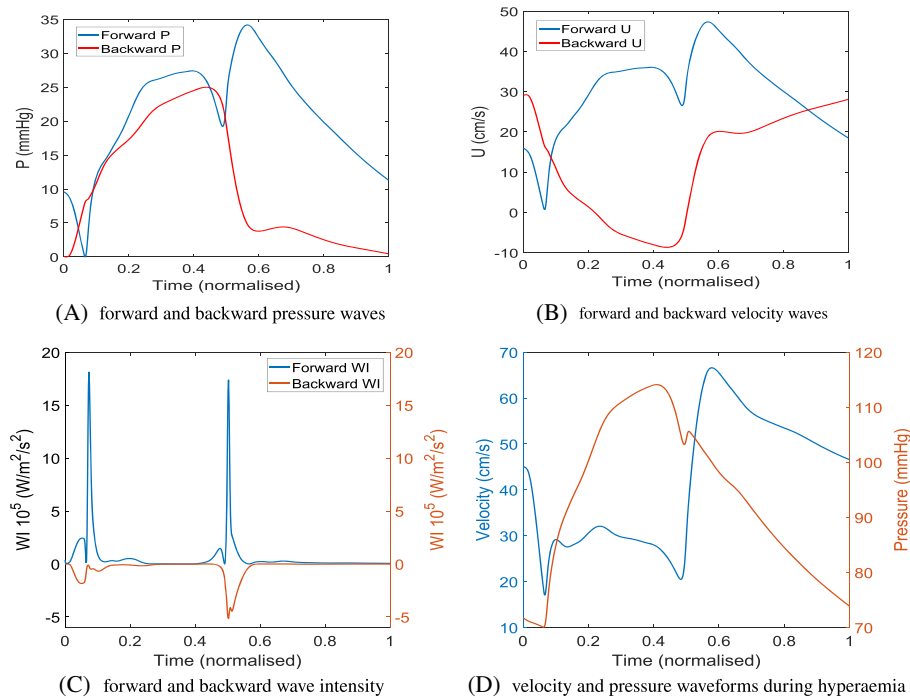 35
30
25
20
15
10
5
0
P (mmHg)
Forward P
Backward P
0 0.2 0.4 0.6 0.8 1
Time (normalised)
(A) forward and backward pressure waves
50
40
30
20
10
0
-10
U (cm/s)
Forward U
Backward U
0 0.2 0.4 0.6 0.8 1
Time (normalised)
(B) forward and backward velocity waves
20
15
10
5
0
-5
WI 10^5 (W/m^2/s^2)
Forward WI
Backward WI
20
15
10
5
0
-5
WI 10^5 (W/m^2/s^2)
0 0.2 0.4 0.6 0.8 1
Time (normalised)
(C) forward and backward wave intensity
70
60
50
40
30
20
10
Velocity (cm/s)
120
110
100
90
80
70
Pressure (mmHg)
0 0.2 0.4 0.6 0.8 1
Time (normalised)
(D) velocity and pressure waveforms during hyperaemia